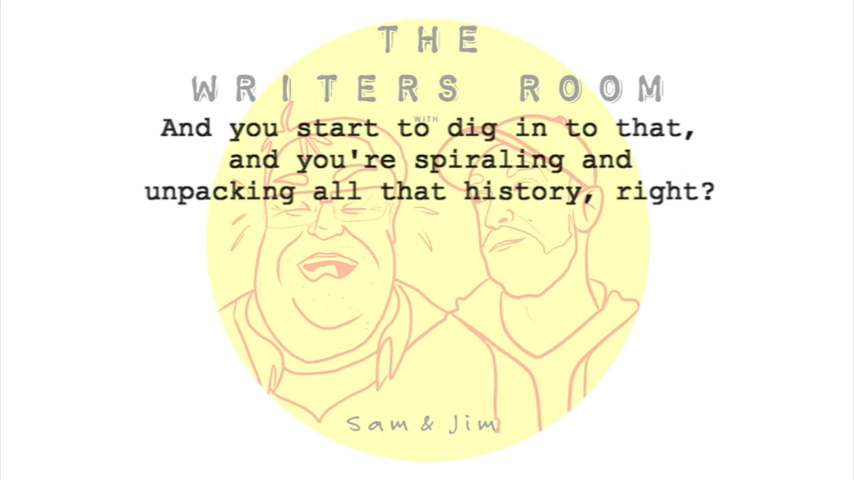 THE
WRITERS ROOM
WITH
And you start to dig in to that,
and you're spiraling and
unpacking all that history, right?
Sam & Jim